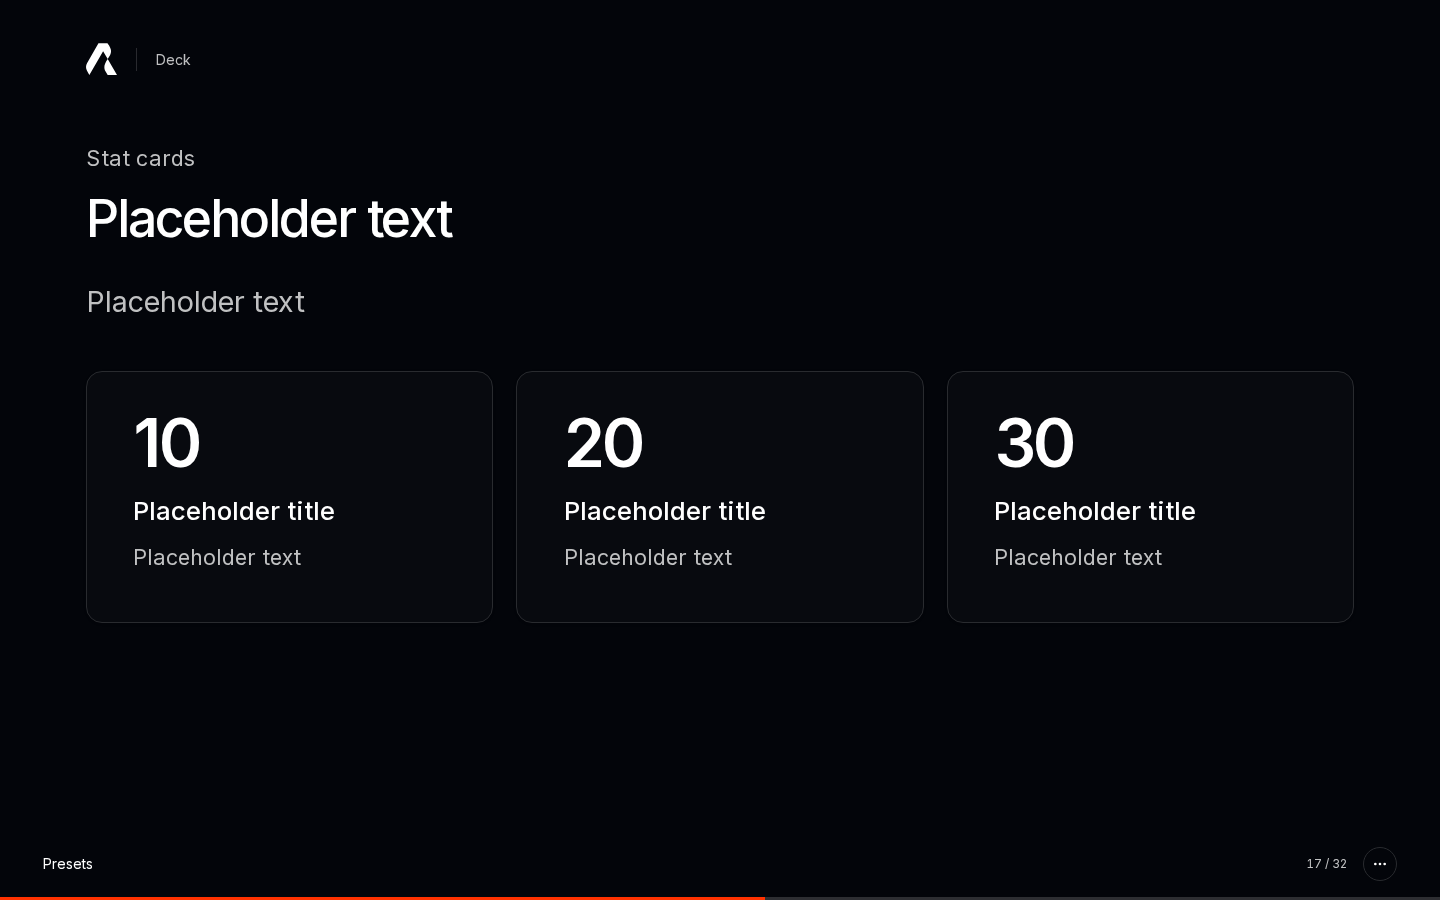 Deck
Stat cards
Placeholder text
Placeholder text
10
Placeholder title
Placeholder text
20
Placeholder title
Placeholder text
30
Placeholder title
Placeholder text
Presets
17 / 32